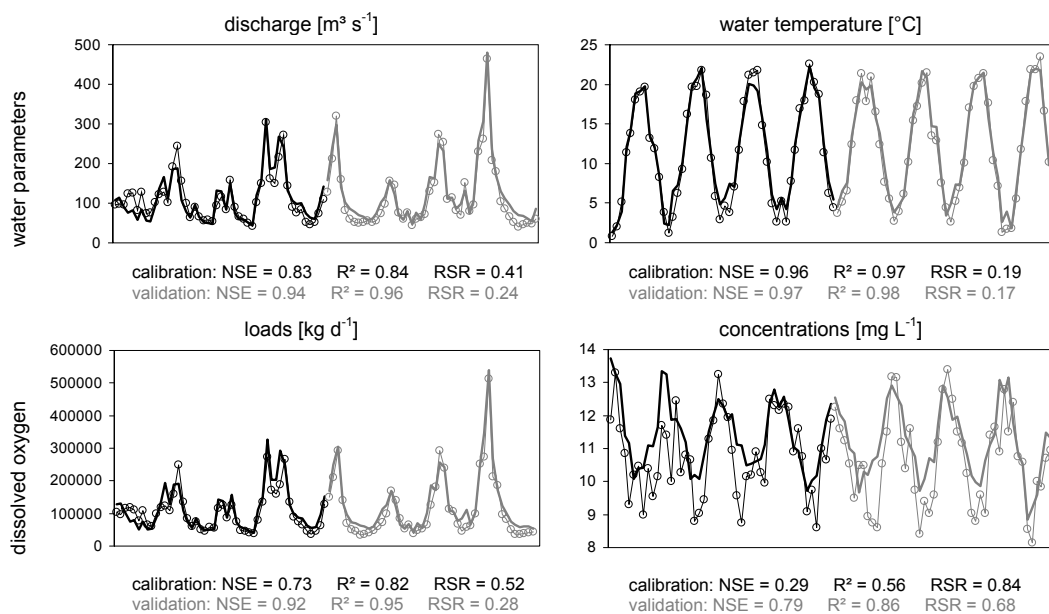 discharge [m³ s⁻¹]
water temperature [°C]
water parameters
500
400
300
200
100
0
25
20
15
10
5
0
calibration: NSE = 0.83 R² = 0.84 RSR = 0.41
validation: NSE = 0.94 R² = 0.96 RSR = 0.24
calibration: NSE = 0.96 R² = 0.97 RSR = 0.19
validation: NSE = 0.97 R² = 0.98 RSR = 0.17
loads [kg d⁻¹]
concentrations [mg L⁻¹]
dissolved oxygen
600000
500000
400000
300000
200000
100000
0
14
13
12
11
10
9
8
calibration: NSE = 0.73 R² = 0.82 RSR = 0.52
validation: NSE = 0.92 R² = 0.95 RSR = 0.28
calibration: NSE = 0.29 R² = 0.56 RSR = 0.84
validation: NSE = 0.79 R² = 0.86 RSR = 0.68